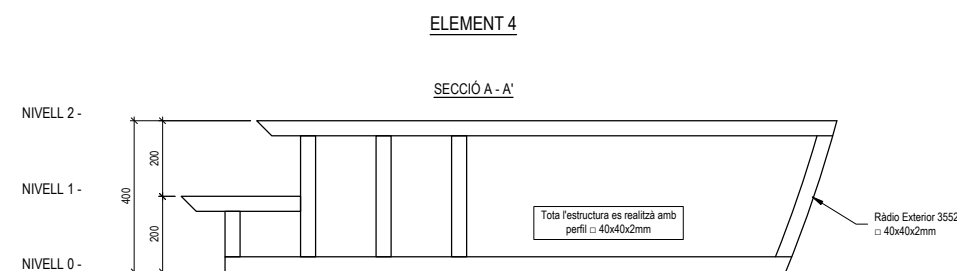 ELEMENT 4
SECCIÓ A - A'
NIVELL 2 -
200
400
NIVELL 1 -
200
Tota l'estructura es realitzà amb
perfil □ 40x40x2mm
Ràdio Exterior 3552
□ 40x40x2mm
NIVELL 0 -